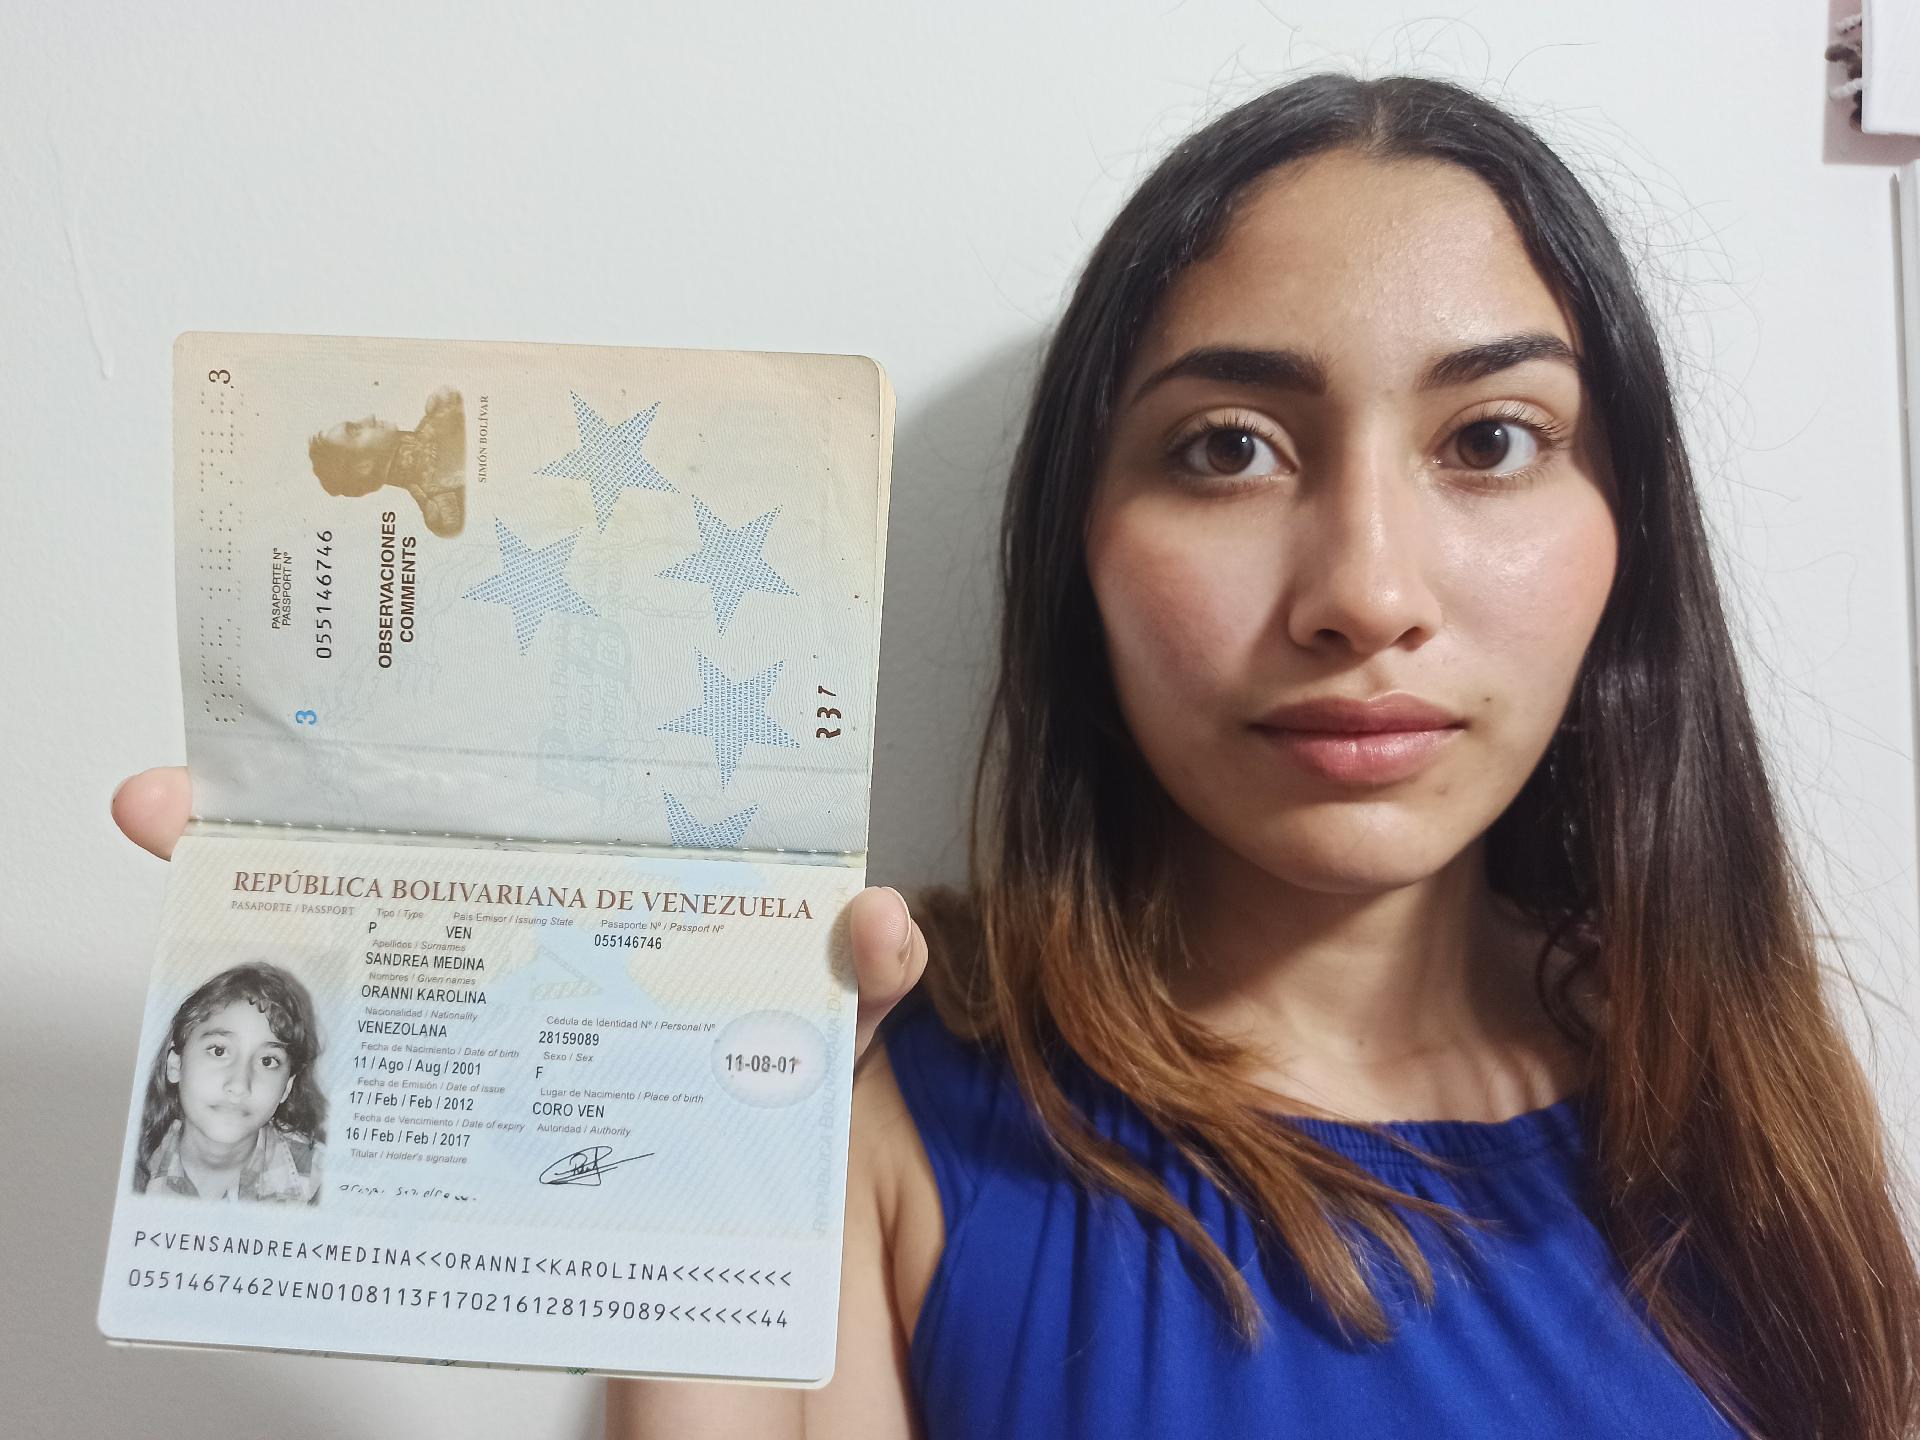 3
PASAPORTE Nº
PASSPORT Nº
055146746
OBSERVACIONES
COMMENTS
SIMÓN BOLÍVAR
3
REPÚBLICA BOLIVARIANA DE VENEZUELA
PASAPORTE / PASSPORT Tipo / Type País Emisor / Issuing State Pasaporte Nº / Passport Nº
P VEN 055146746
Apellidos / Surnames
SANDREA MEDINA
Nombres / Given names
ORANNI KAROLINA
Nacionalidad / Nationality Cédula de Identidad Nº / Personal Nº
VENEZOLANA 28159089
Fecha de Nacimiento / Date of birth Sexo / Sex
11 / Ago / Aug / 2001 F
11-08-01
Fecha de Emisión / Date of issue Lugar de Nacimiento / Place of birth
17 / Feb / Feb / 2012 CORO VEN
Fecha de Vencimiento / Date of expiry Autoridad / Authority
16 / Feb / Feb / 2017
Titular / Holder's signature
P<VENSANDREA<MEDINA<<ORANNI<KAROLINA<<<<<<<<
0551467462VEN0108113F170216128159089<<<<<<44